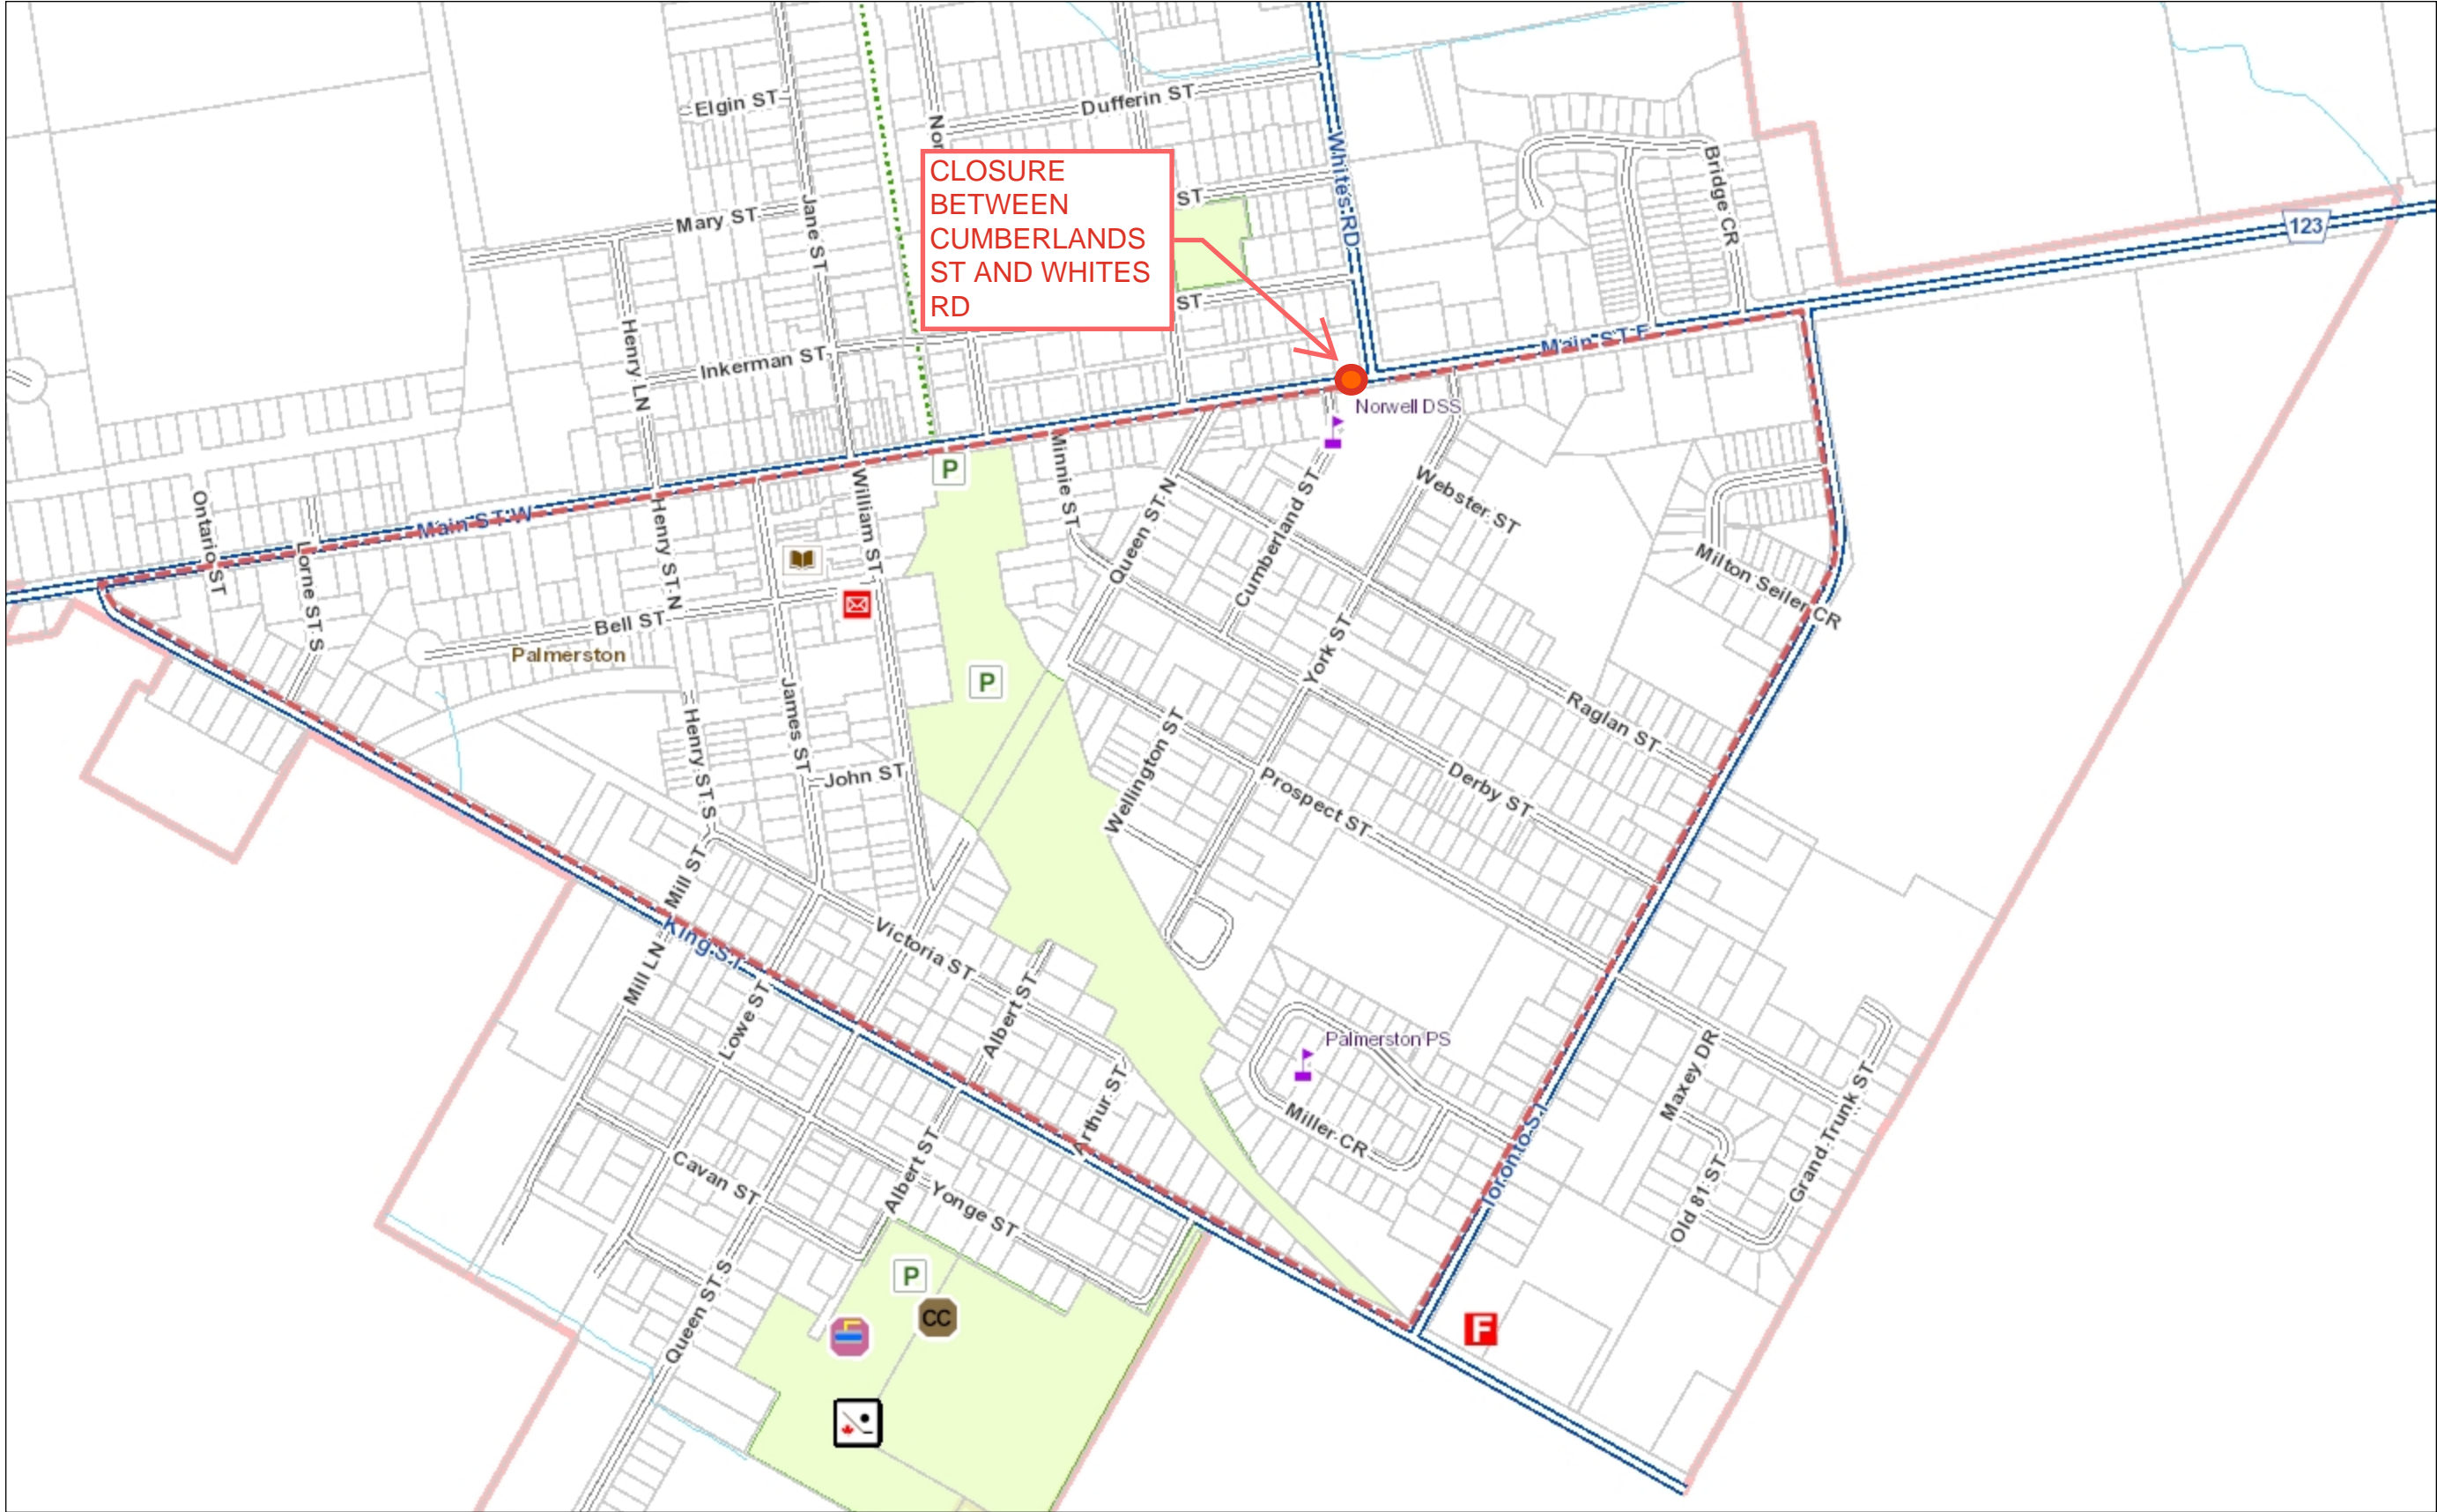 Elgin ST
Nor
Dufferin ST
Whites RD
Bridge CR
CLOSURE
BETWEEN
CUMBERLANDS
ST AND WHITES
RD
ST
123
Mary ST
Jane ST
ST
Henry LN
Inkerman ST
Main ST E
Norwell DSS
P
Minnie ST
William ST
Webster ST
Ontario ST
Main ST W
Henry ST N
Queen ST N
Cumberland ST
Lorne ST S
Milton Seiler CR
Bell ST
Palmerston
York ST
P
James ST
Henry ST S
Raglan ST
Wellington ST
John ST
Derby ST
Prospect ST
Mill ST
King ST
Victoria ST
Mill LN
Lowe ST
Albert ST
Palmerston PS
Maxey DR
Arthur ST
Miller CR
Toronto ST
Grand Trunk ST
Cavan ST
Albert ST
Yonge ST
Old 81 ST
P
CC
Queen ST S
F